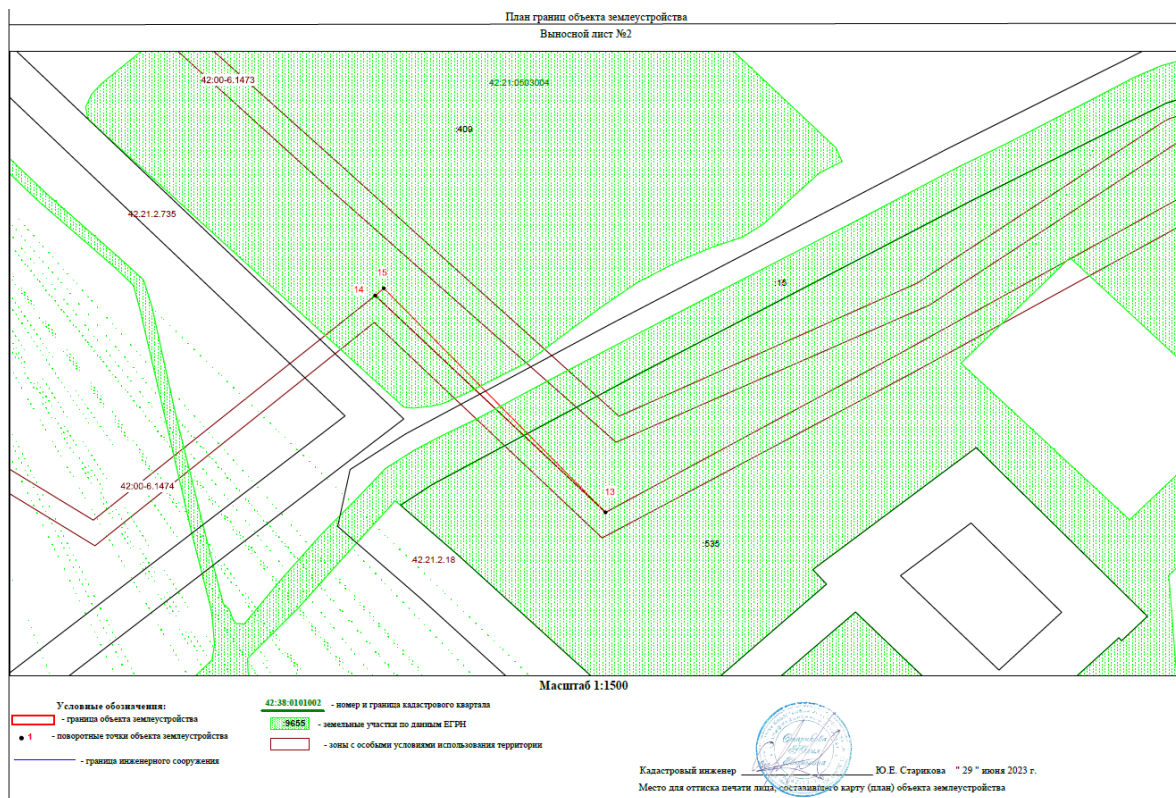 План границ объекта землеустройства
Выносной лист №2
42:00-6.1473
42:21:0503004
:409
42.21.2.735
15
14
:15
42:00-6.1474
13
:535
42.21.2.18
Масштаб 1:1500
Условные обозначения:
- граница объекта землеустройства
1 - поворотные точки объекта землеустройства
- граница инженерного сооружения
42:38:0101002 - номер и граница кадастрового квартала
:9655 - земельные участки по данным ЕГРН
- зоны с особыми условиями использования территории
Кадастровый инженер Ю.Е. Старикова " 29 " июня 2023 г.
Место для оттиска печати лица, составившего карту (план) объекта землеустройства